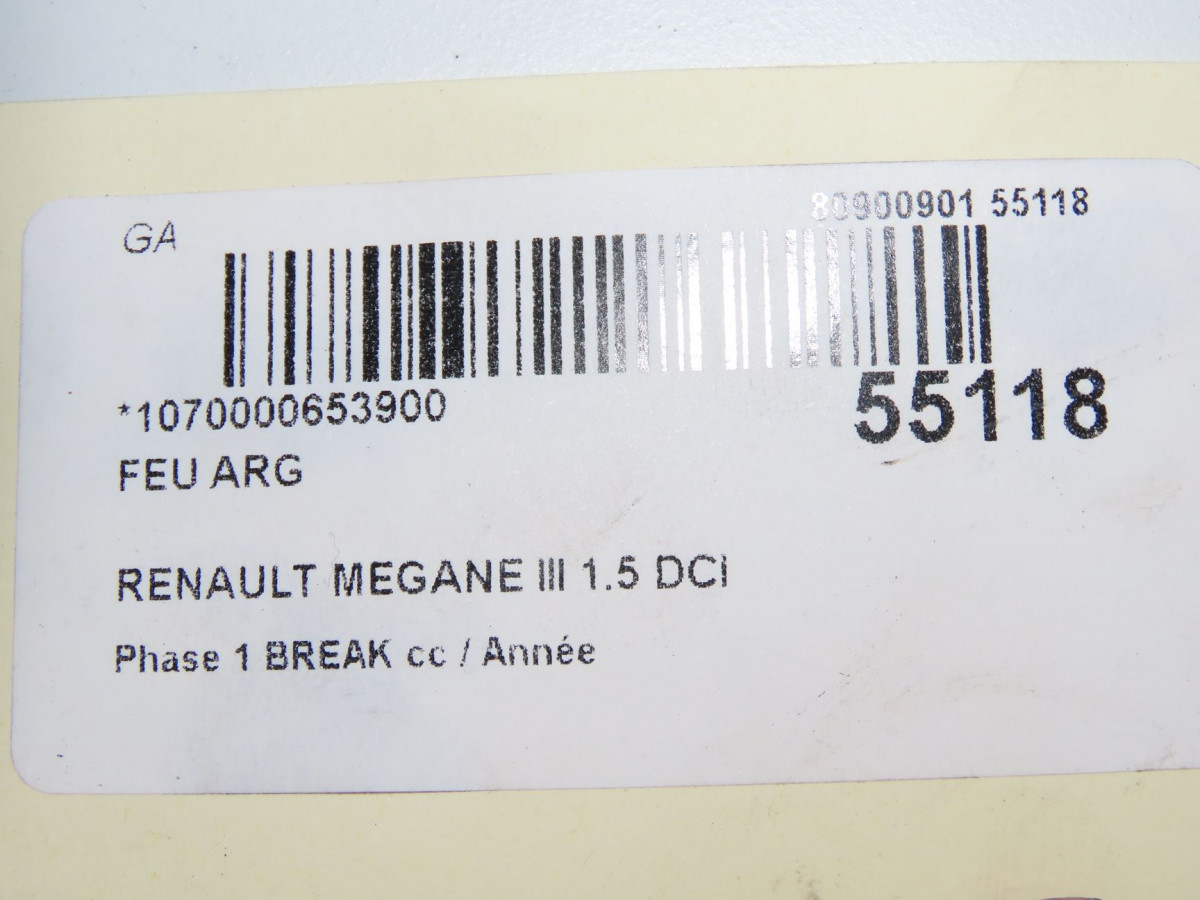 80900901 55118
GA
*1070000653900
55118
FEU ARG
RENAULT MEGANE III 1.5 DCI
Phase 1 BREAK cc / Année